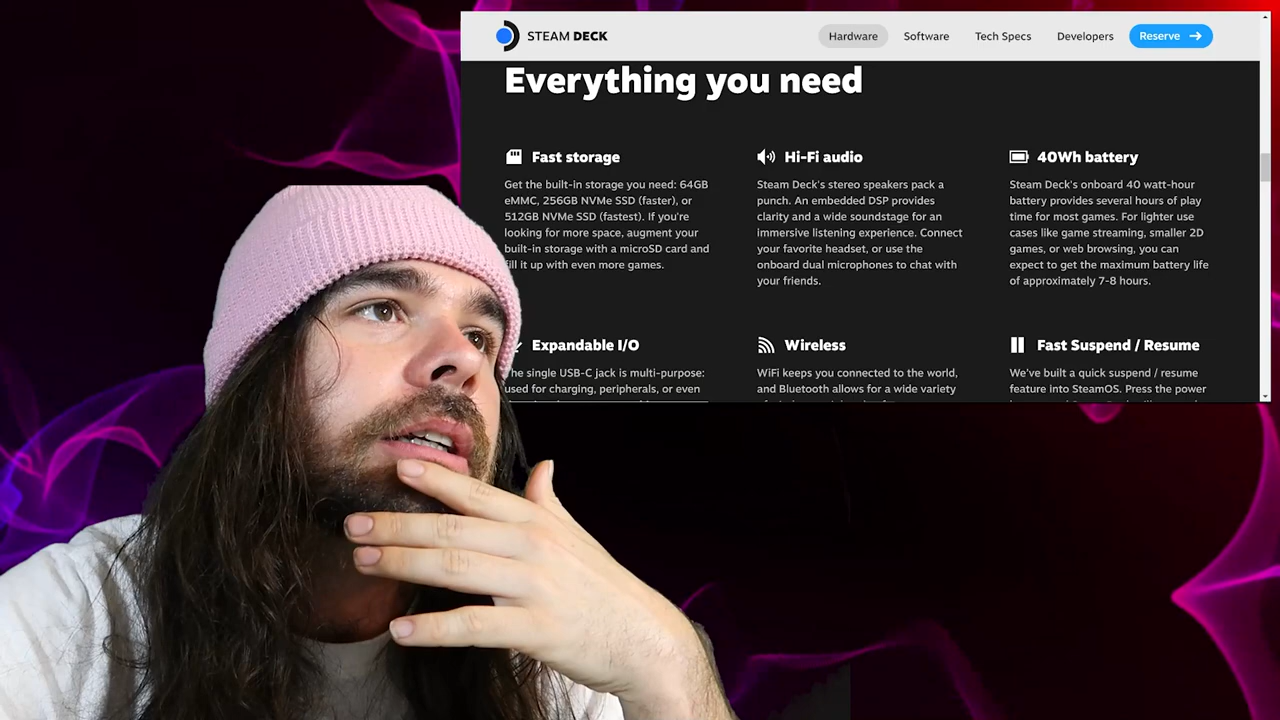 STEAM DECK
Hardware
Software
Tech Specs
Developers
Reserve
Everything you need
Fast storage
Get the built-in storage you need: 64GB
eMMC, 256GB NVMe SSD (faster), or
512GB NVMe SSD (fastest). If you're
looking for more space, augment your
built-in storage with a microSD card and
fill it up with even more games.
Hi-Fi audio
Steam Deck's stereo speakers pack a
punch. An embedded DSP provides
clarity and a wide soundstage for an
immersive listening experience. Connect
your favorite headset, or use the
onboard dual microphones to chat with
your friends.
40Wh battery
Steam Deck's onboard 40 watt-hour
battery provides several hours of play
time for most games. For lighter use
cases like game streaming, smaller 2D
games, or web browsing, you can
expect to get the maximum battery life
of approximately 7-8 hours.
Expandable I/O
The single USB-C jack is multi-purpose:
used for charging, peripherals, or even
Wireless
WiFi keeps you connected to the world,
and Bluetooth allows for a wide variety
Fast Suspend / Resume
We've built a quick suspend / resume
feature into SteamOS. Press the power